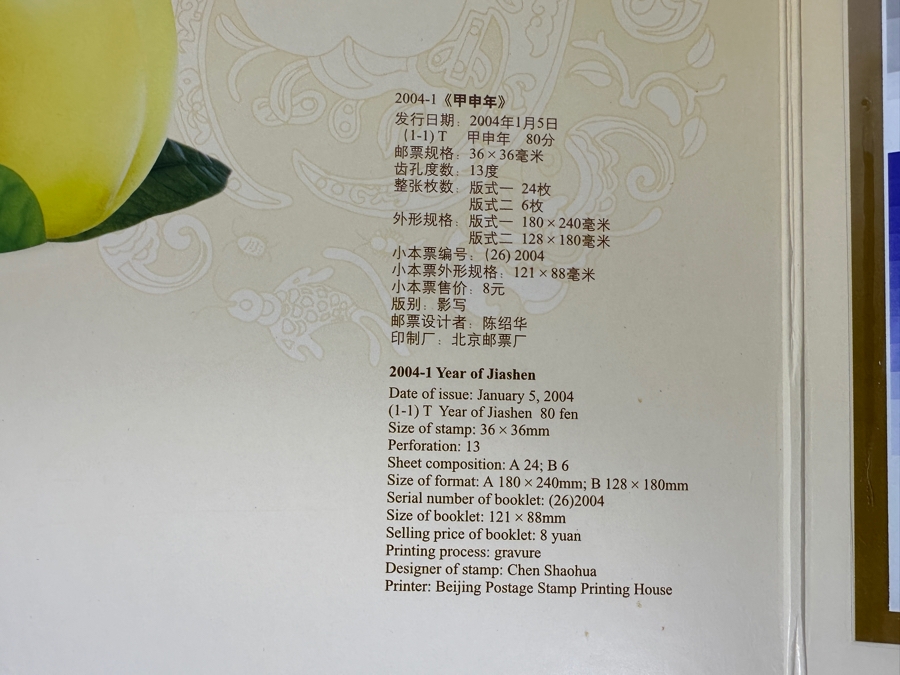 2004-1《甲申年》
发行日期：2004年1月5日
(1-1) T 甲申年 80分
邮票规格：36×36毫米
齿孔度数：13度
整张枚数：版式一 24枚
版式二 6枚
外形规格：版式一 180×240毫米
版式二 128×180毫米
小本票编号：(26) 2004
小本票外形规格：121×88毫米
小本票售价：8元
版别：影写
邮票设计者：陈绍华
印制厂：北京邮票厂
2004-1 Year of Jiashen
Date of issue: January 5, 2004
(1-1) T Year of Jiashen 80 fen
Size of stamp: 36×36mm
Perforation: 13
Sheet composition: A 24; B 6
Size of format: A 180×240mm; B 128×180mm
Serial number of booklet: (26)2004
Size of booklet: 121×88mm
Selling price of booklet: 8 yuan
Printing process: gravure
Designer of stamp: Chen Shaohua
Printer: Beijing Postage Stamp Printing House